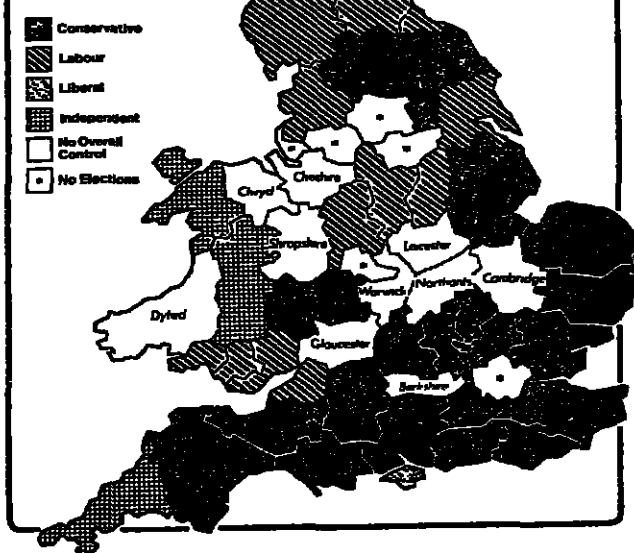 Conservative
Labour
Liberal
Independent
No Overall
Control
No Elections
Cheshire
Clwyd
Shropshire
Leicester
Warwick
Northants
Cambridge
Dyfed
Gloucester
Berkshire